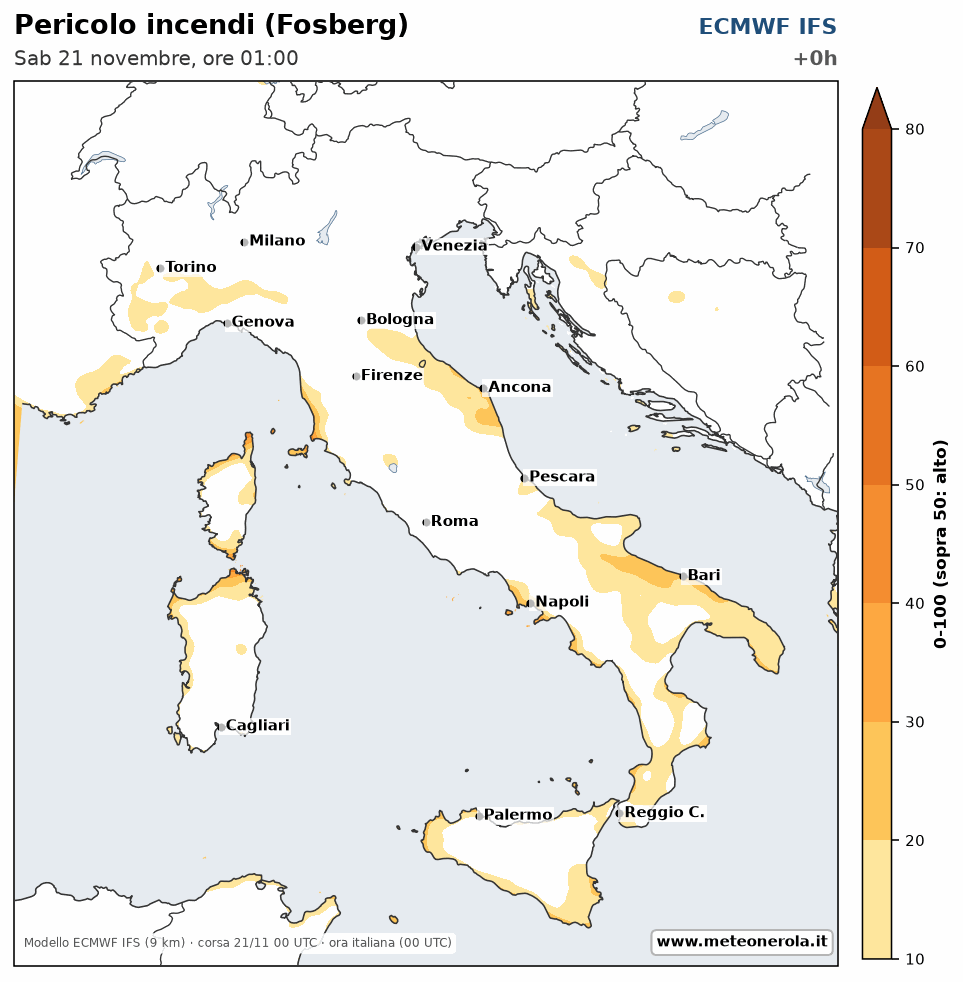 Pericolo incendi (Fosberg)
ECMWF IFS
Sab 21 novembre, ore 01:00
+0h
80
70
60
50
40
30
20
10
0-100 (sopra 50: alto)
Milano
Venezia
Torino
Genova
Bologna
Firenze
Ancona
Pescara
Roma
Bari
Napoli
Cagliari
Palermo
Reggio C.
Modello ECMWF IFS (9 km) · corsa 21/11 00 UTC · ora italiana (00 UTC)
www.meteonerola.it